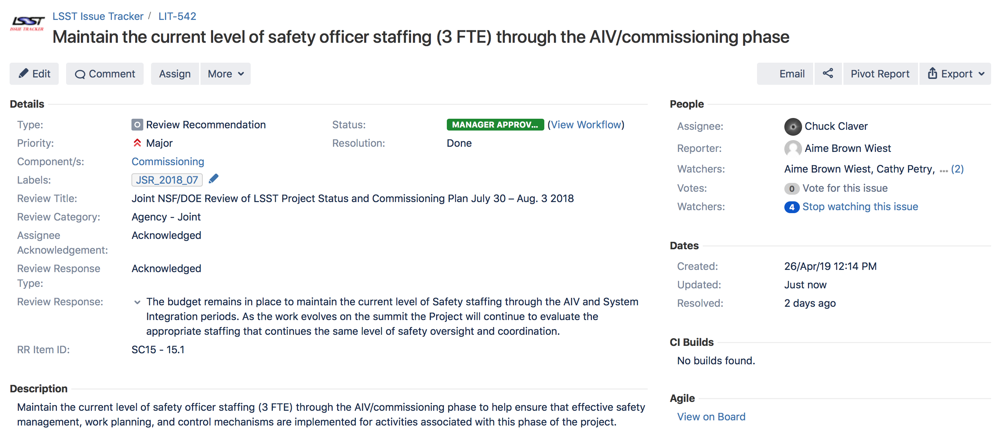 LSST ISSUE TRACKER
LSST Issue Tracker / LIT-542
Maintain the current level of safety officer staffing (3 FTE) through the AIV/commissioning phase
Edit Comment Assign More Email Pivot Report Export
Details
Type: Review Recommendation Status: MANAGER APPROV... (View Workflow)
Priority: Major Resolution: Done
Component/s: Commissioning
Labels: JSR_2018_07
Review Title: Joint NSF/DOE Review of LSST Project Status and Commissioning Plan July 30 – Aug. 3 2018
Review Category: Agency - Joint
Assignee Acknowledged
Acknowledgement:
Review Response Acknowledged
Type:
Review Response: The budget remains in place to maintain the current level of Safety staffing through the AIV and System
Integration periods. As the work evolves on the summit the Project will continue to evaluate the
appropriate staffing that continues the same level of safety oversight and coordination.
RR Item ID: SC15 - 15.1
Description
Maintain the current level of safety officer staffing (3 FTE) through the AIV/commissioning phase to help ensure that effective safety
management, work planning, and control mechanisms are implemented for activities associated with this phase of the project.
People
Assignee: Chuck Claver
Reporter: Aime Brown Wiest
Watchers: Aime Brown Wiest, Cathy Petry, ... (2)
Votes: 0 Vote for this issue
Watchers: 4 Stop watching this issue
Dates
Created: 26/Apr/19 12:14 PM
Updated: Just now
Resolved: 2 days ago
CI Builds
No builds found.
Agile
View on Board